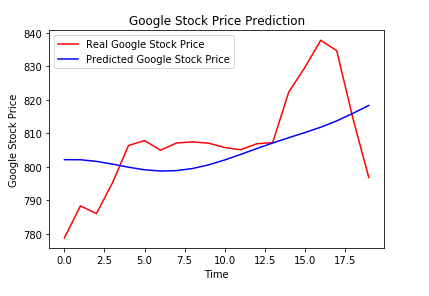 Google Stock Price Prediction
Real Google Stock Price
Predicted Google Stock Price
840
830
820
810
800
790
780
Google Stock Price
0.0 2.5 5.0 7.5 10.0 12.5 15.0 17.5
Time